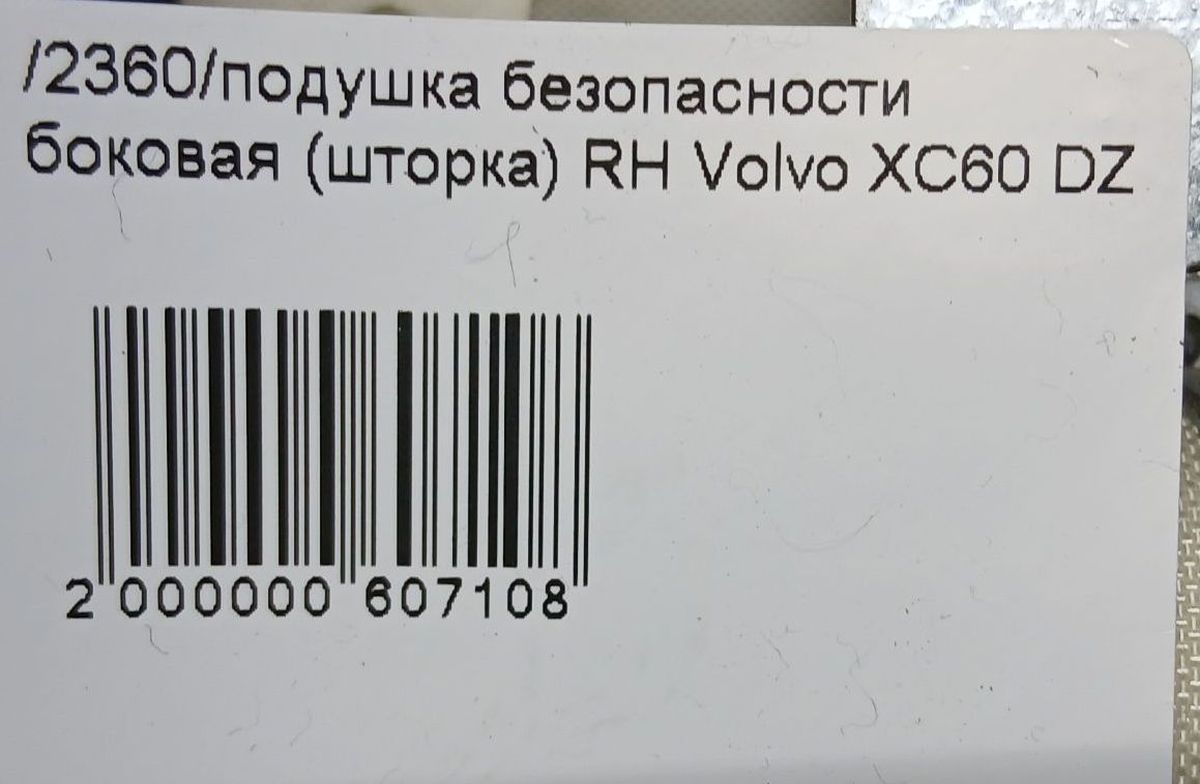 /2360/подушка безопасности
боковая (шторка) RH Volvo XC60 DZ
2 000000 607108